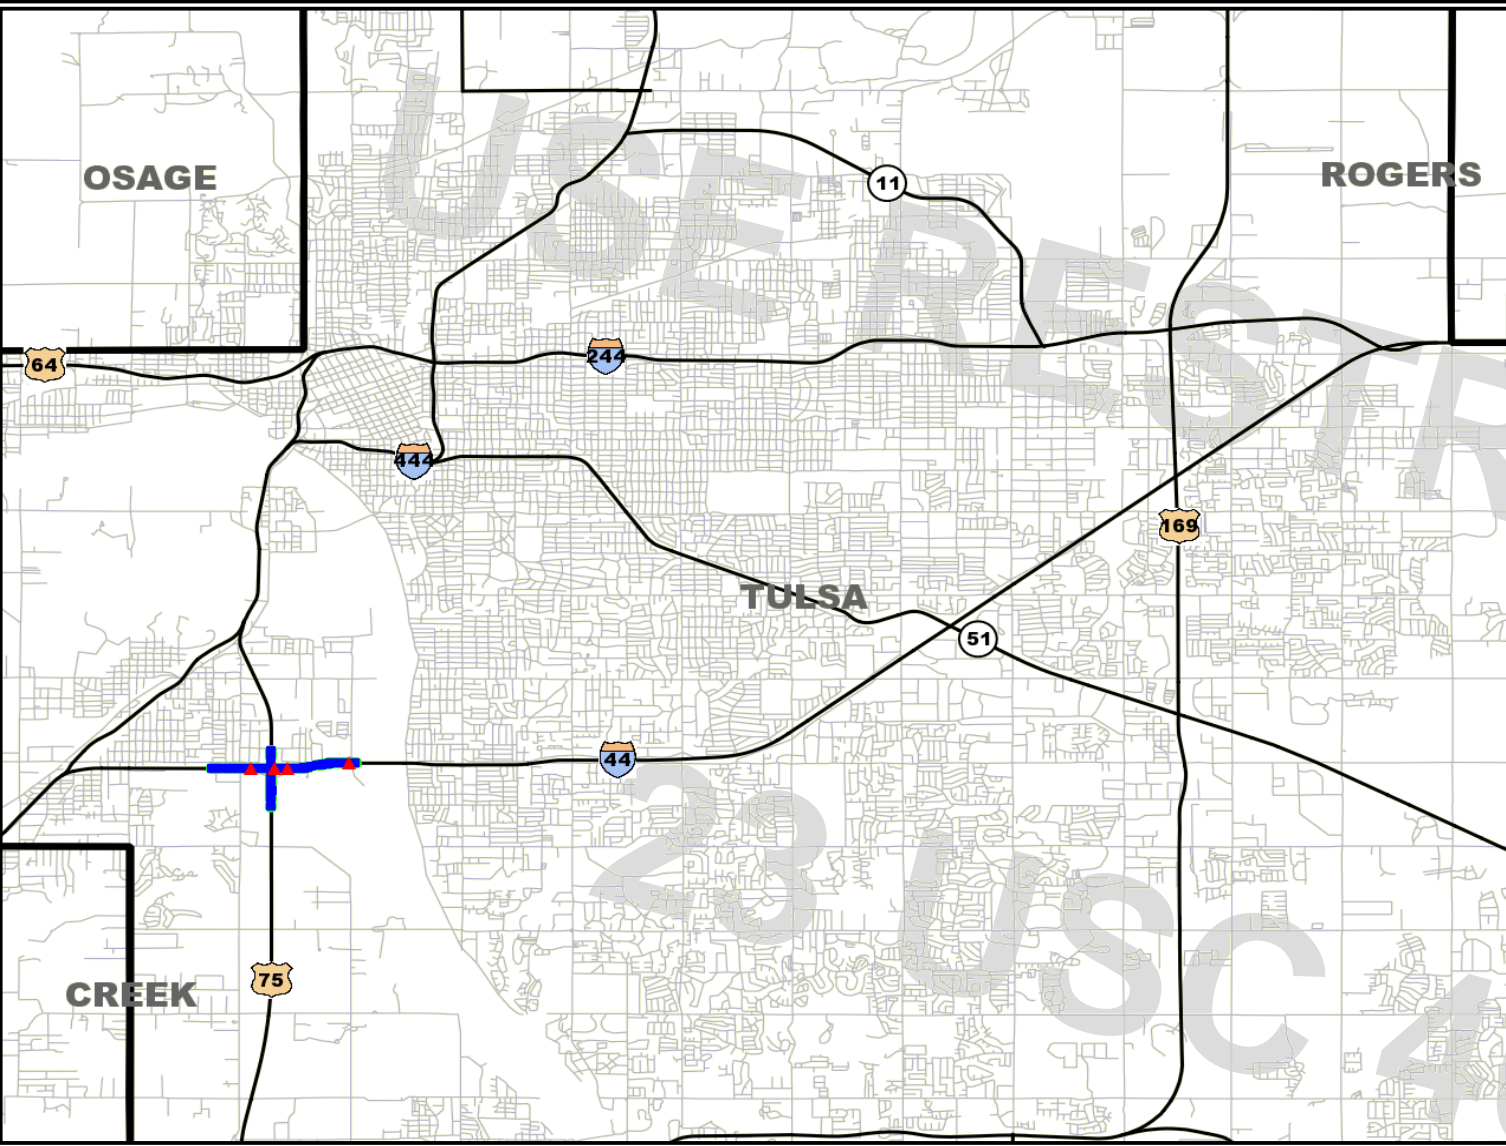 USE RESTR
OSAGE
11
ROGERS
64
244
444
169
TULSA
51
44
23 USC 4
75
CREEK